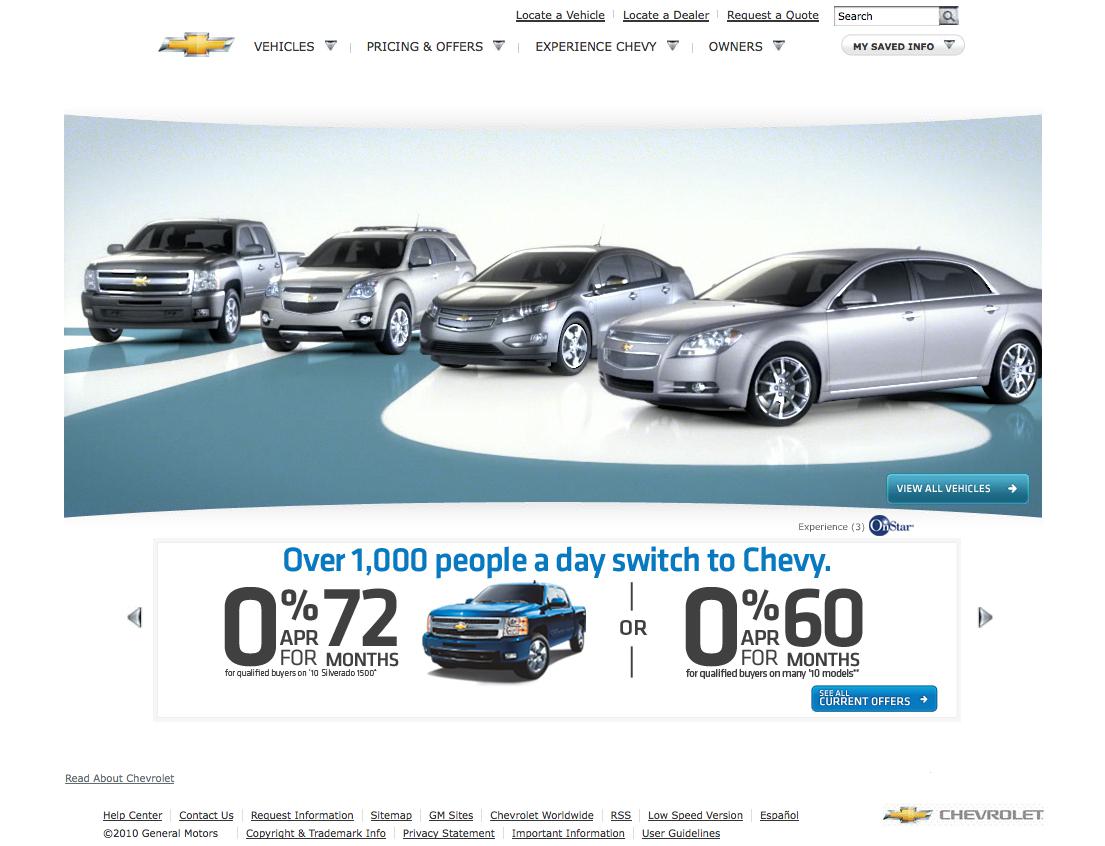 Locate a Vehicle Locate a Dealer Request a Quote Search
VEHICLES PRICING & OFFERS EXPERIENCE CHEVY OWNERS MY SAVED INFO
VIEW ALL VEHICLES
Experience (3) OnStar
Over 1,000 people a day switch to Chevy.
0% APR FOR 72 MONTHS
for qualified buyers on '10 Silverado 1500*
OR
0% APR FOR 60 MONTHS
for qualified buyers on many '10 models**
SEE ALL
CURRENT OFFERS
Read About Chevrolet
Help Center Contact Us Request Information Sitemap GM Sites Chevrolet Worldwide RSS Low Speed Version Español
CHEVROLET
©2010 General Motors Copyright & Trademark Info Privacy Statement Important Information User Guidelines